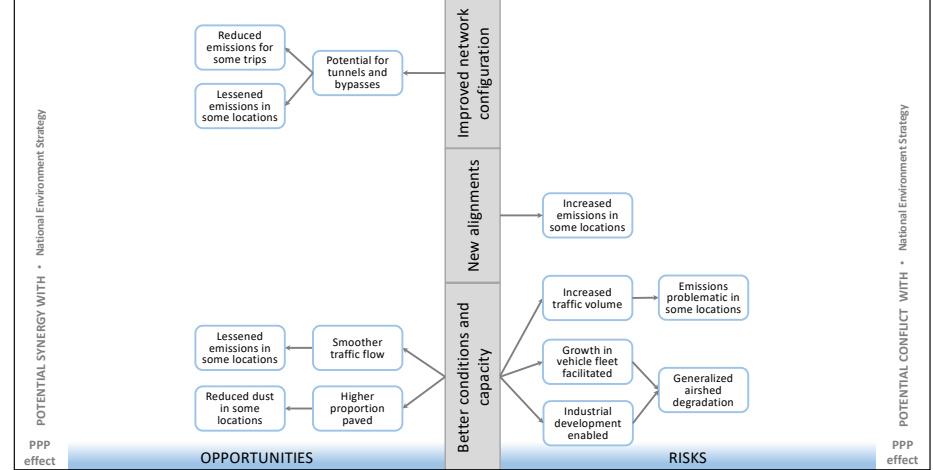 Reduced
emissions for
some trips
Potential for
tunnels and
bypasses
Lessened
emissions in
some locations
Improved network
configuration
New alignments
Increased
emissions in
some locations
Better conditions and
capacity
Lessened
emissions in
some locations
Smoother
traffic flow
Reduced dust
in some
locations
Higher
proportion
paved
Increased
traffic volume
Emissions
problematic in
some locations
Growth in
vehicle fleet
facilitated
Generalized
airshed
degradation
Industrial
development
enabled
POTENTIAL SYNERGY WITH • National Environment Strategy
POTENTIAL CONFLICT WITH • National Environment Strategy
PPP
effect
OPPORTUNITIES
RISKS
PPP
effect